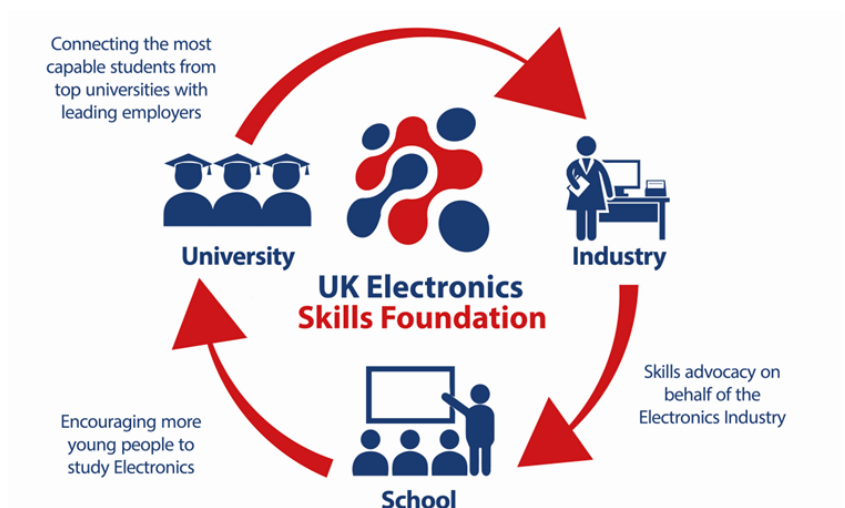 Connecting the most
capable students from
top universities with
leading employers
University
Industry
UK Electronics
Skills Foundation
Skills advocacy on
behalf of the
Electronics Industry
Encouraging more
young people to
study Electronics
School